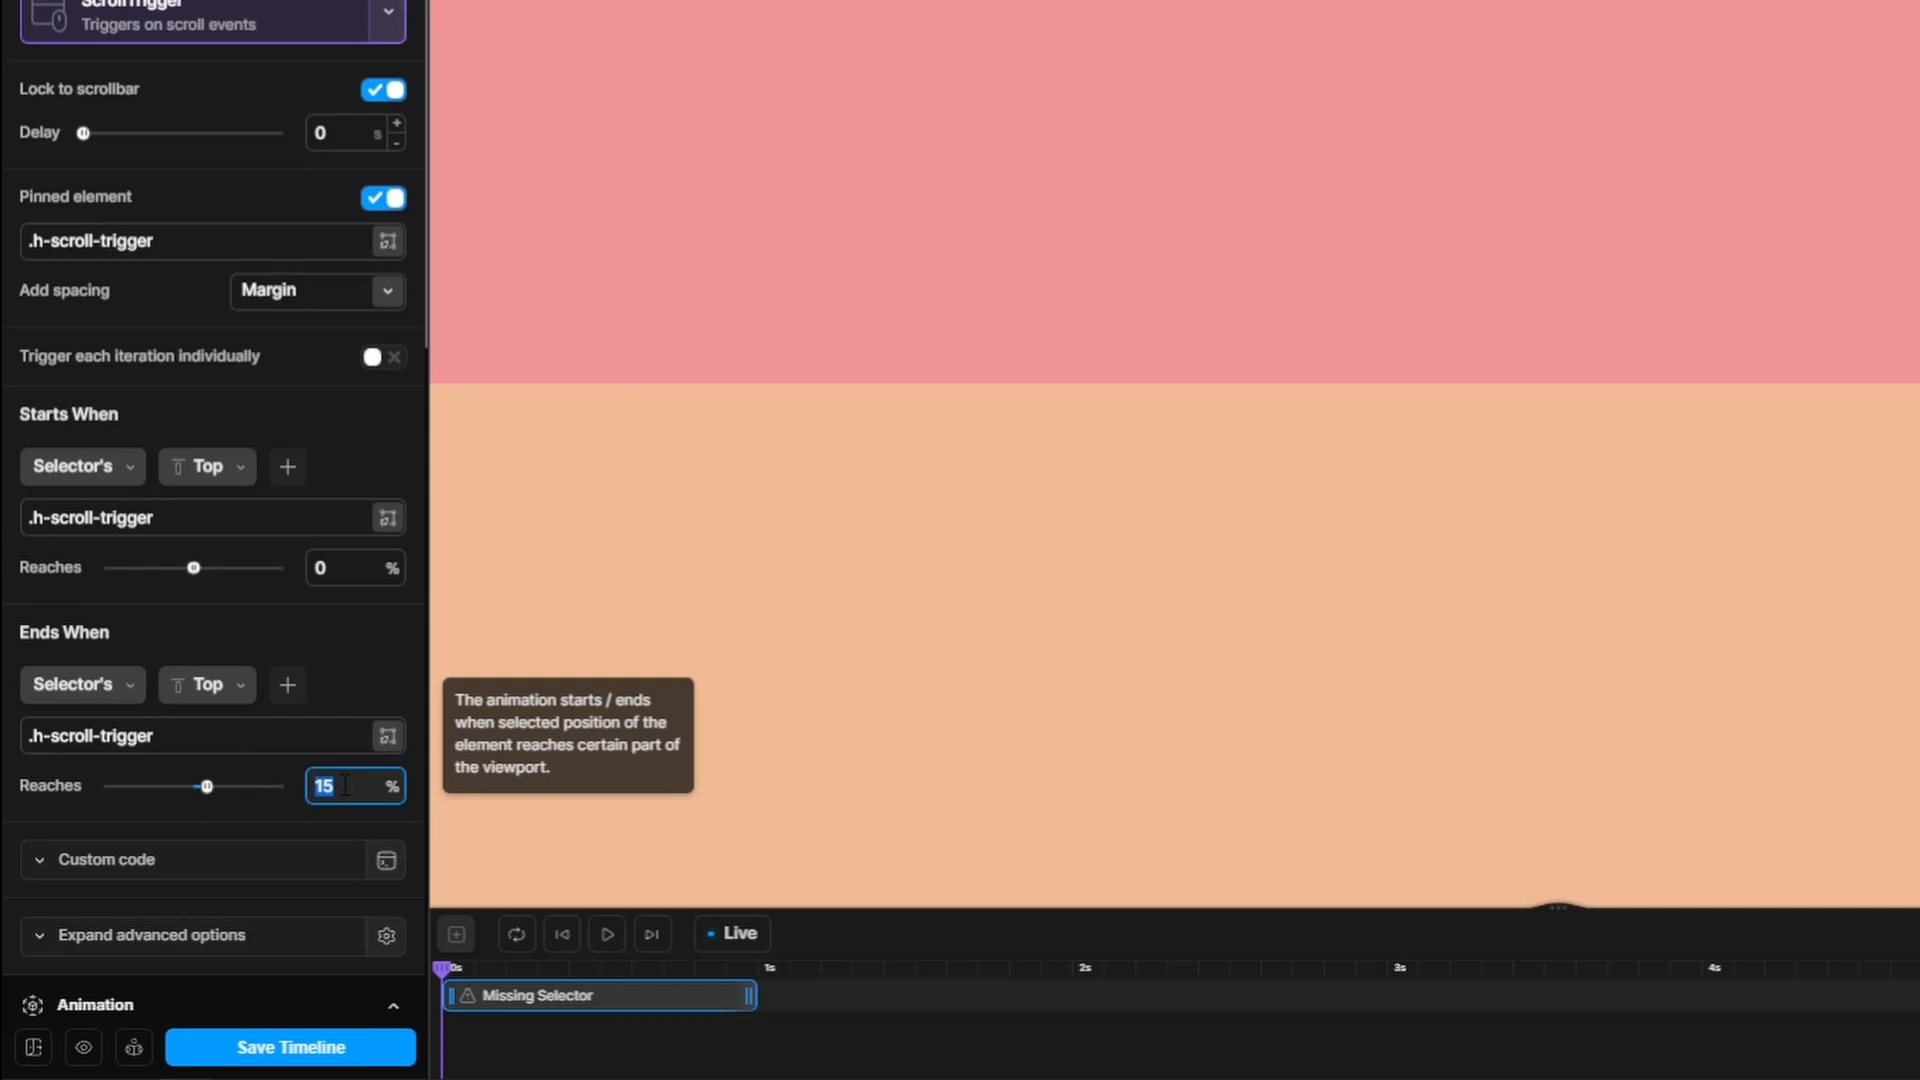 ScrollTrigger
Triggers on scroll events
Lock to scrollbar
Delay 0 s + -
Pinned element
.h-scroll-trigger
Add spacing Margin
Trigger each iteration individually
Starts When
Selector's Top +
.h-scroll-trigger
Reaches 0 %
Ends When
Selector's Top +
.h-scroll-trigger
Reaches 15 %
The animation starts / ends
when selected position of the
element reaches certain part of
the viewport.
Custom code
Expand advanced options
Animation
Save Timeline
Live
0s 1s 2s 3s 4s
Missing Selector